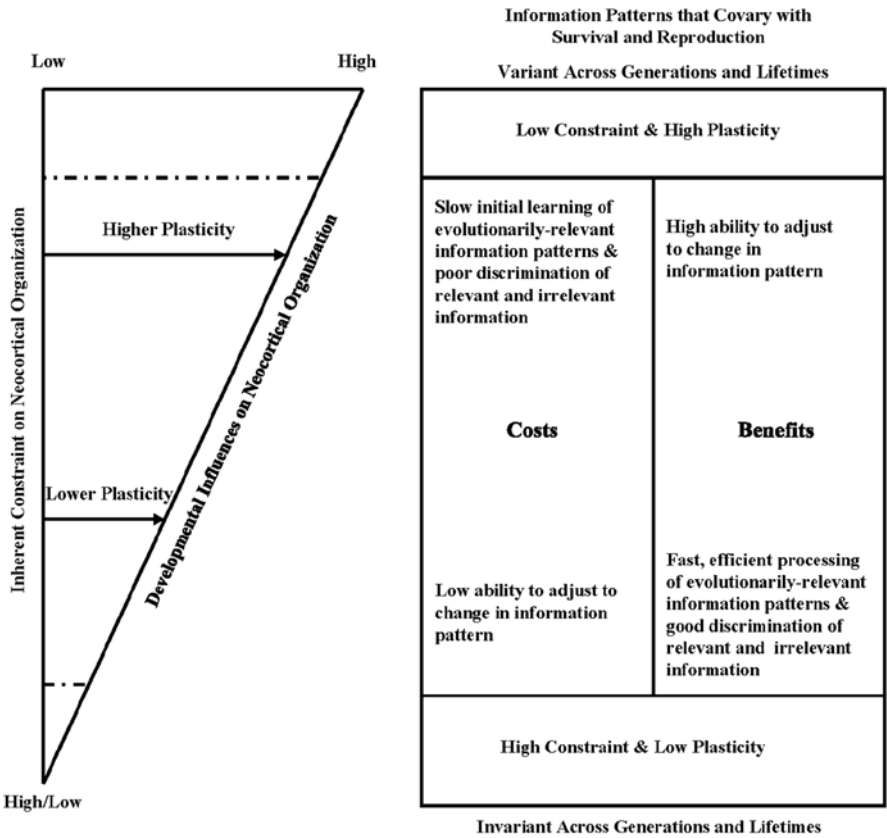 Information Patterns that Covary with
Survival and Reproduction
Low
High
Variant Across Generations and Lifetimes
Low Constraint & High Plasticity
Inherent Constraint on Neocortical Organization
Higher Plasticity
Lower Plasticity
Developmental Influences on Neocortical Organization
High/Low
Slow initial learning of
evolutionarily-relevant
information patterns &
poor discrimination of
relevant and irrelevant
information
High ability to adjust
to change in
information pattern
Costs
Benefits
Low ability to adjust to
change in information
pattern
Fast, efficient processing
of evolutionarily-relevant
information patterns &
good discrimination of
relevant and irrelevant
information
High Constraint & Low Plasticity
Invariant Across Generations and Lifetimes